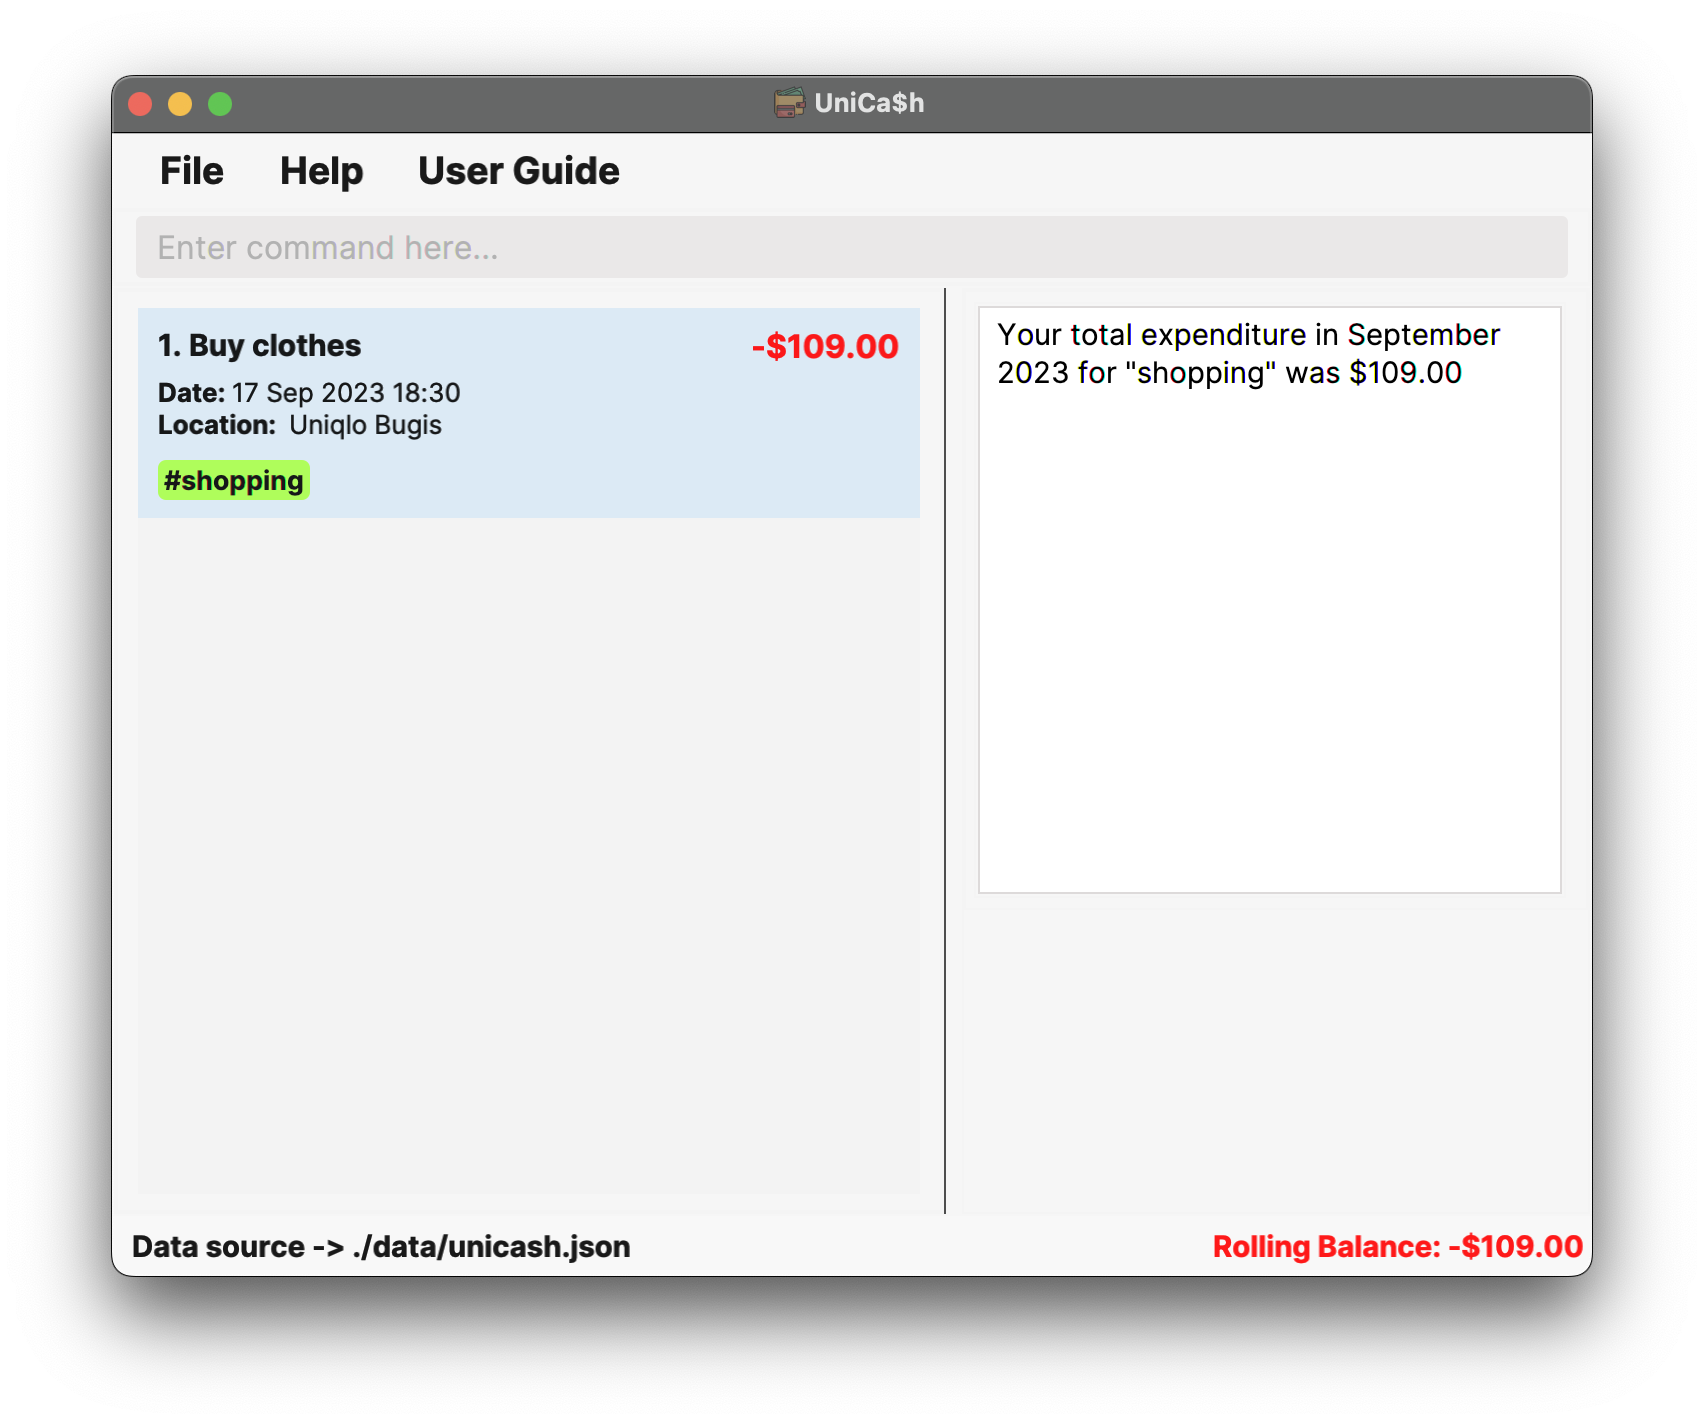 UniCa$h
File Help User Guide
Enter command here...
1. Buy clothes -$109.00
Date: 17 Sep 2023 18:30
Location: Uniqlo Bugis
#shopping
Your total expenditure in September
2023 for "shopping" was $109.00
Data source -> ./data/unicash.json
Rolling Balance: -$109.00